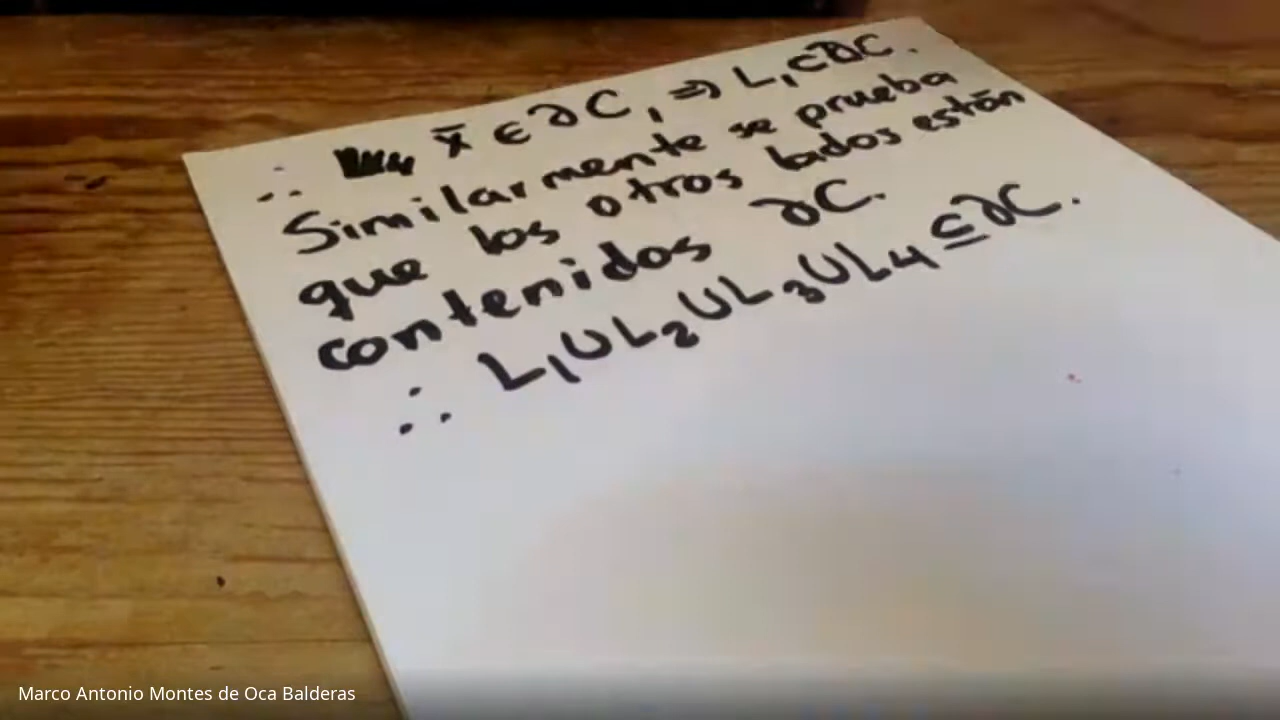 ∴ x̄ ∈ ∂C, ⇒ L₁ ⊂ ∂C.
Similarmente se prueba
que los otros lados están
contenidos ∂C.
∴ L₁ ∪ L₂ ∪ L₃ ∪ L₄ ⊆ ∂C.
Marco Antonio Montes de Oca Balderas